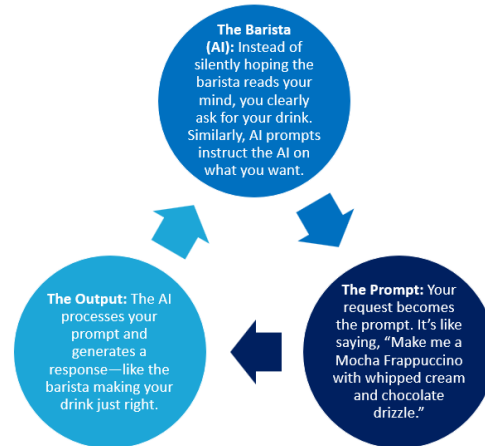 The Barista
(AI): Instead of
silently hoping the
barista reads your
mind, you clearly
ask for your drink.
Similarly, AI prompts
instruct the AI on
what you want.
The Prompt: Your
request becomes
the prompt. It’s like
saying, “Make me a
Mocha Frappuccino
with whipped cream
and chocolate
drizzle.”
The Output: The AI
processes your
prompt and
generates a
response—like the
barista making your
drink just right.